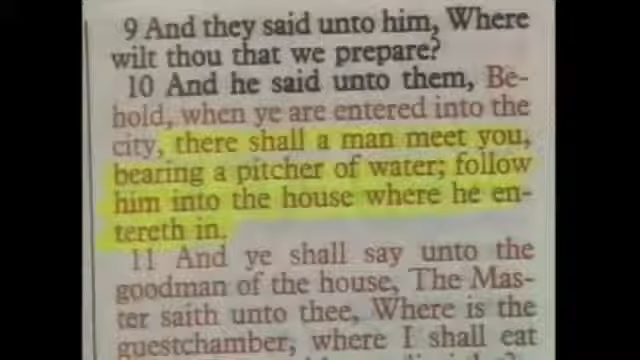 9 And they said unto him, Where
wilt thou that we prepare?
10 And he said unto them, Be-
hold, when ye are entered into the
city, there shall a man meet you,
bearing a pitcher of water; follow
him into the house where he en-
tereth in.
11 And ye shall say unto the
goodman of the house, The Mas-
ter saith unto thee, Where is the
guestchamber, where I shall eat